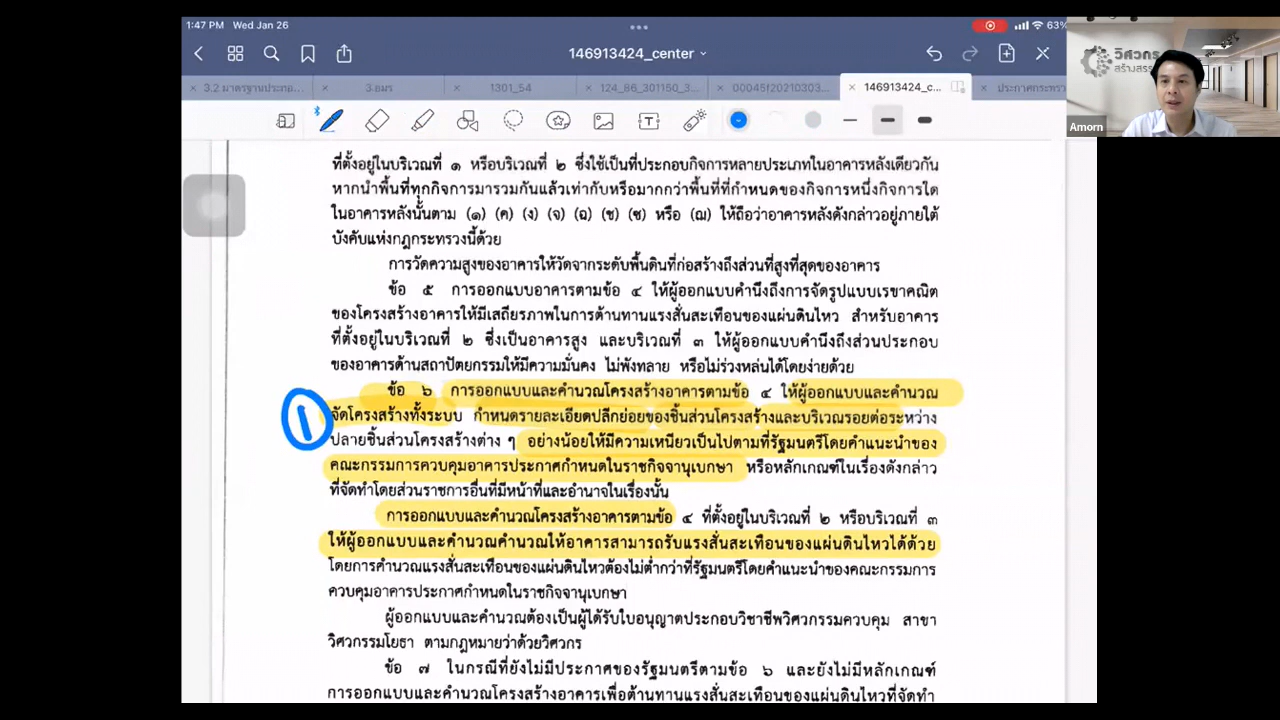 1:47 PM Wed Jan 26
63%
146913424_center
3.2 มาตรฐานประกอ...
3.อมร
1301_54
124_86_301150_3...
00045f20210303...
146913424_c...
ประกาศกระทรว
วิศวกร
สร้างสรร
Amorn
ที่ตั้งอยู่ในบริเวณที่ ๑ หรือบริเวณที่ ๒ ซึ่งใช้เป็นที่ประกอบกิจการหลายประเภทในอาคารหลังเดียวกัน
หากนำพื้นที่ทุกกิจการมารวมกันแล้วเท่ากับหรือมากกว่าพื้นที่ที่กำหนดของกิจการหนึ่งกิจการใด
ในอาคารหลังนั้นตาม (๑) (ค) (ง) (จ) (ฉ) (ช) (ซ) หรือ (ฌ) ให้ถือว่าอาคารหลังดังกล่าวอยู่ภายใต้
บังคับแห่งกฎกระทรวงนี้ด้วย
การวัดความสูงของอาคารให้วัดจากระดับพื้นดินที่ก่อสร้างถึงส่วนที่สูงที่สุดของอาคาร
ข้อ ๕ การออกแบบอาคารตามข้อ ๔ ให้ผู้ออกแบบคำนึงถึงการจัดรูปแบบเรขาคณิต
ของโครงสร้างอาคารให้มีเสถียรภาพในการต้านทานแรงสั่นสะเทือนของแผ่นดินไหว สำหรับอาคาร
ที่ตั้งอยู่ในบริเวณที่ ๒ ซึ่งเป็นอาคารสูง และบริเวณที่ ๓ ให้ผู้ออกแบบคำนึงถึงส่วนประกอบ
ของอาคารด้านสถาปัตยกรรมให้มีความมั่นคง ไม่พังทลาย หรือไม่ร่วงหล่นได้โดยง่ายด้วย
ข้อ ๖ การออกแบบและคำนวณโครงสร้างอาคารตามข้อ ๔ ให้ผู้ออกแบบและคำนวณ
1 จัดโครงสร้างทั้งระบบ กำหนดรายละเอียดปลีกย่อยของชิ้นส่วนโครงสร้างและบริเวณรอยต่อระหว่าง
ปลายชิ้นส่วนโครงสร้างต่าง ๆ อย่างน้อยให้มีความเหนียวเป็นไปตามที่รัฐมนตรีโดยคำแนะนำของ
คณะกรรมการควบคุมอาคารประกาศกำหนดในราชกิจจานุเบกษา หรือหลักเกณฑ์ในเรื่องดังกล่าว
ที่จัดทำโดยส่วนราชการอื่นที่มีหน้าที่และอำนาจในเรื่องนั้น
การออกแบบและคำนวณโครงสร้างอาคารตามข้อ ๔ ที่ตั้งอยู่ในบริเวณที่ ๒ หรือบริเวณที่ ๓
ให้ผู้ออกแบบและคำนวณคำนวณให้อาคารสามารถรับแรงสั่นสะเทือนของแผ่นดินไหวได้ด้วย
โดยการคำนวณแรงสั่นสะเทือนของแผ่นดินไหวต้องไม่ต่ำกว่าที่รัฐมนตรีโดยคำแนะนำของคณะกรรมการ
ควบคุมอาคารประกาศกำหนดในราชกิจจานุเบกษา
ผู้ออกแบบและคำนวณต้องเป็นผู้ได้รับใบอนุญาตประกอบวิชาชีพวิศวกรรมควบคุม สาขา
วิศวกรรมโยธา ตามกฎหมายว่าด้วยวิศวกร
ข้อ ๗ ในกรณีที่ยังไม่มีประกาศของรัฐมนตรีตามข้อ ๖ และยังไม่มีหลักเกณฑ์
การออกแบบและคำนวณโครงสร้างอาคารเพื่อต้านทานแรงสั่นสะเทือนของแผ่นดินไหวที่จัดทำ